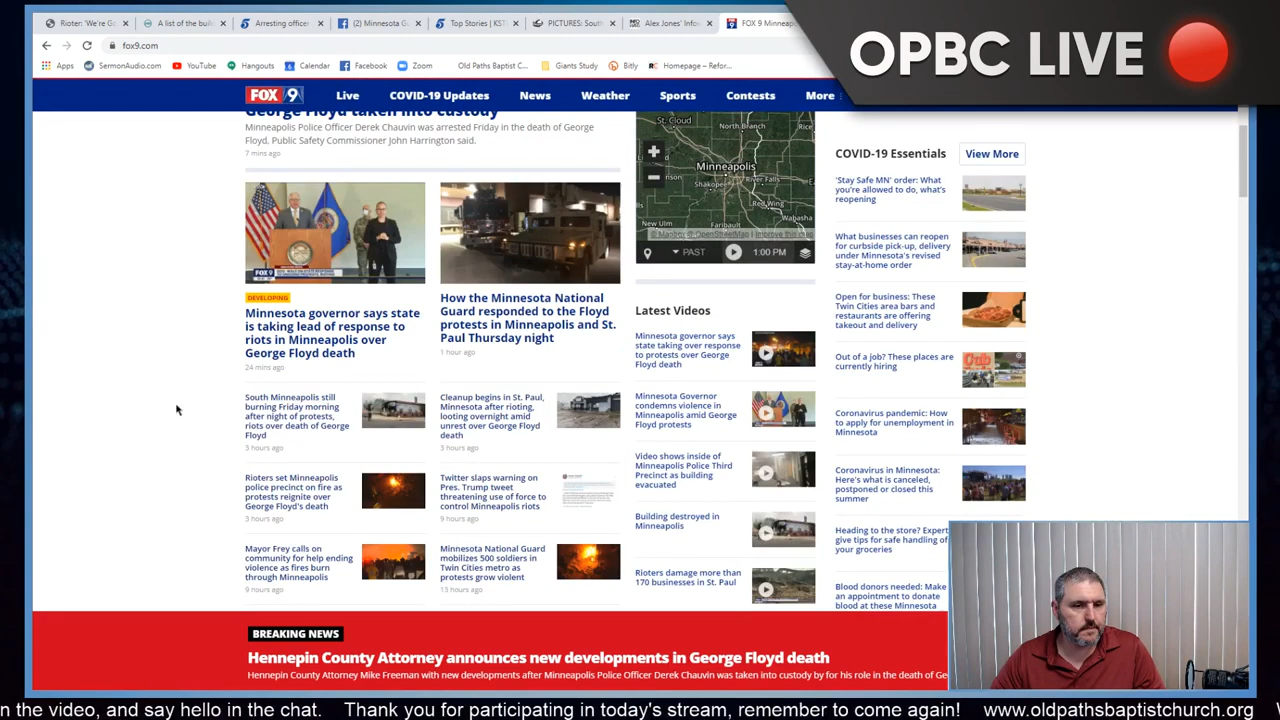 Rioter: 'We're Go
A list of the build
Arresting officer
(2) Minnesota G
Top Stories | KST
PICTURES: Sout
Alex Jones' Info
FOX 9 Minneap
OPBC LIVE
fox9.com
Apps
SermonAudio.com
YouTube
Hangouts
Calendar
Facebook
Zoom
Old Paths Baptist C...
Giants Study
Bitly
Homepage – Refor...
FOX 9
Live
COVID-19 Updates
News
Weather
Sports
Contests
More
George Floyd taken into custody
Minneapolis Police Officer Derek Chauvin was arrested Friday in the death of George
Floyd, Public Safety Commissioner John Harrington said.
7 mins ago
DEVELOPING
Minnesota governor says state
is taking lead of response to
riots in Minneapolis over
George Floyd death
24 mins ago
How the Minnesota National
Guard responded to the Floyd
protests in Minneapolis and St.
Paul Thursday night
1 hour ago
South Minneapolis still
burning Friday morning
after night of protests,
riots over death of George
Floyd
3 hours ago
Cleanup begins in St. Paul,
Minnesota after rioting,
looting overnight amid
unrest over George Floyd
death
3 hours ago
Rioters set Minneapolis
police precinct on fire as
protests reignite over
George Floyd's death
3 hours ago
Twitter slaps warning on
Pres. Trump tweet
threatening use of force to
control Minneapolis riots
9 hours ago
Mayor Frey calls on
community for help ending
violence as fires burn
through Minneapolis
9 hours ago
Minnesota National Guard
mobilizes 500 soldiers in
Twin Cities metro as
protests grow violent
13 hours ago
St. Cloud
North Branch
Minneapolis
River Falls
Shakopee
Red Wing
Wabasha
New Ulm
Faribault
© Mapbox © OpenStreetMap | Improve this map
PAST
1:00 PM
Latest Videos
Minnesota governor says
state taking over response
to protests over George
Floyd death
Minnesota Governor
condemns violence in
Minneapolis amid George
Floyd protests
Video shows inside of
Minneapolis Police Third
Precinct as building
evacuated
Building destroyed in
Minneapolis
Rioters damage more than
170 businesses in St. Paul
COVID-19 Essentials
View More
'Stay Safe MN' order: What
you're allowed to do, what's
reopening
What businesses can reopen
for curbside pick-up, delivery
under Minnesota's revised
stay-at-home order
Open for business: These
Twin Cities area bars and
restaurants are offering
takeout and delivery
Out of a job? These places are
currently hiring
Coronavirus pandemic: How
to apply for unemployment in
Minnesota
Coronavirus in Minnesota:
Here's what is canceled,
postponed or closed this
summer
Heading to the store? Expert
give tips for safe handling of
your groceries
Blood donors needed: Make
an appointment to donate
blood at these Minnesota
BREAKING NEWS
Hennepin County Attorney announces new developments in George Floyd death
Hennepin County Attorney Mike Freeman with new developments after Minneapolis Police Officer Derek Chauvin was taken into custody by for his role in the death of Ge
n the video, and say hello in the chat. Thank you for participating in today's stream, remember to come again! www.oldpathsbaptistchurch.org